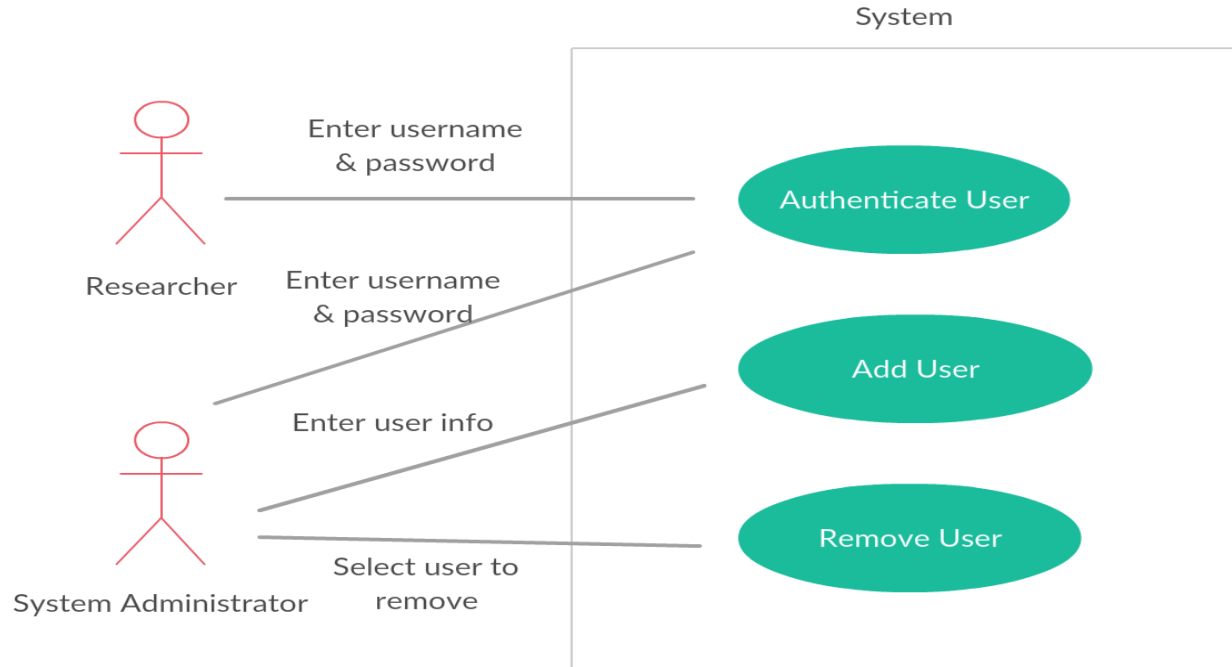 System
Enter username
& password
Authenticate User
Researcher
Enter username
& password
Add User
Enter user info
Remove User
Select user to
remove
System Administrator